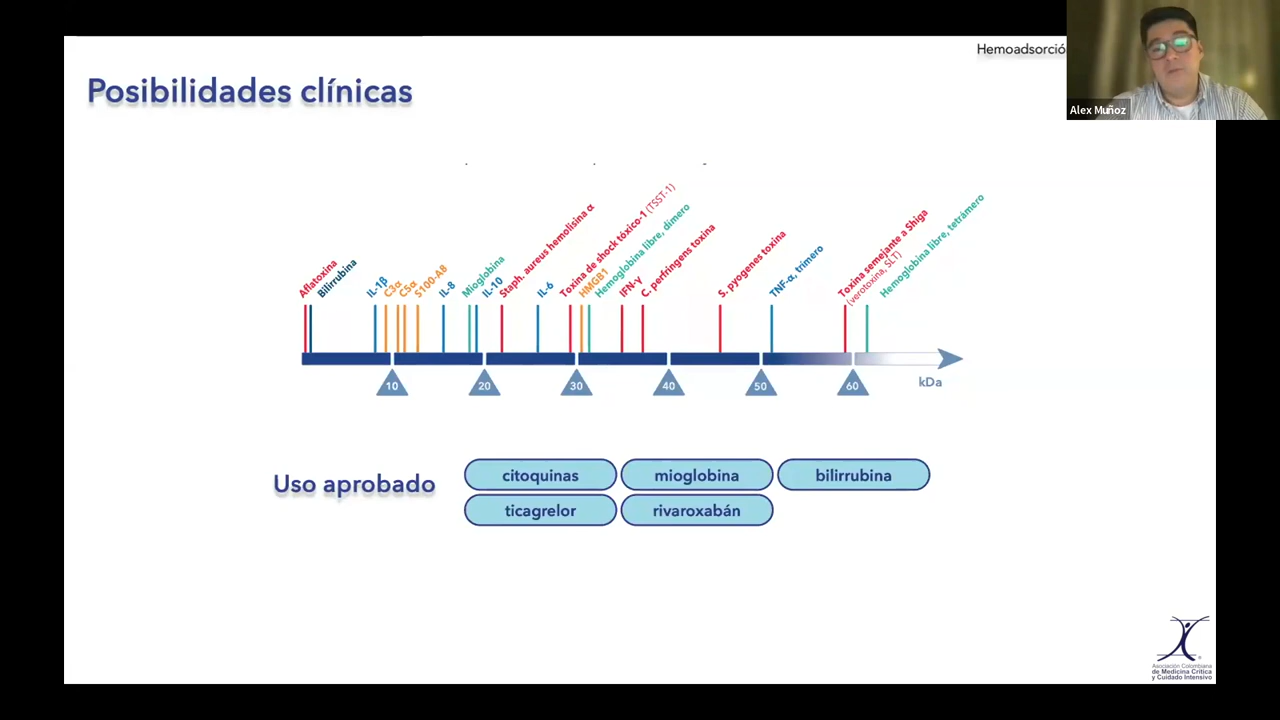 Hemoadsorció
Alex Muñoz
Posibilidades clínicas
Aflatoxina
Bilirrubina
IL-1β
C3α
C5α
S100-A8
IL-8
Mioglobina
IL-10
Staph. aureus hemolisina α
IL-6
Toxina de shock tóxico-1 (TSST-1)
HMGB1
Hemoglobina libre, dímero
IFN-γ
C. perfringens toxina
S. pyogenes toxina
TNF-α, trímero
Toxina semejante a Shiga
(verotoxina, SLT)
Hemoglobina libre, tetrámero
10 20 30 40 50 60 kDa
Uso aprobado
citoquinas mioglobina bilirrubina
ticagrelor rivaroxabán
Asociación Colombiana
de Medicina Crítica
y Cuidado Intensivo